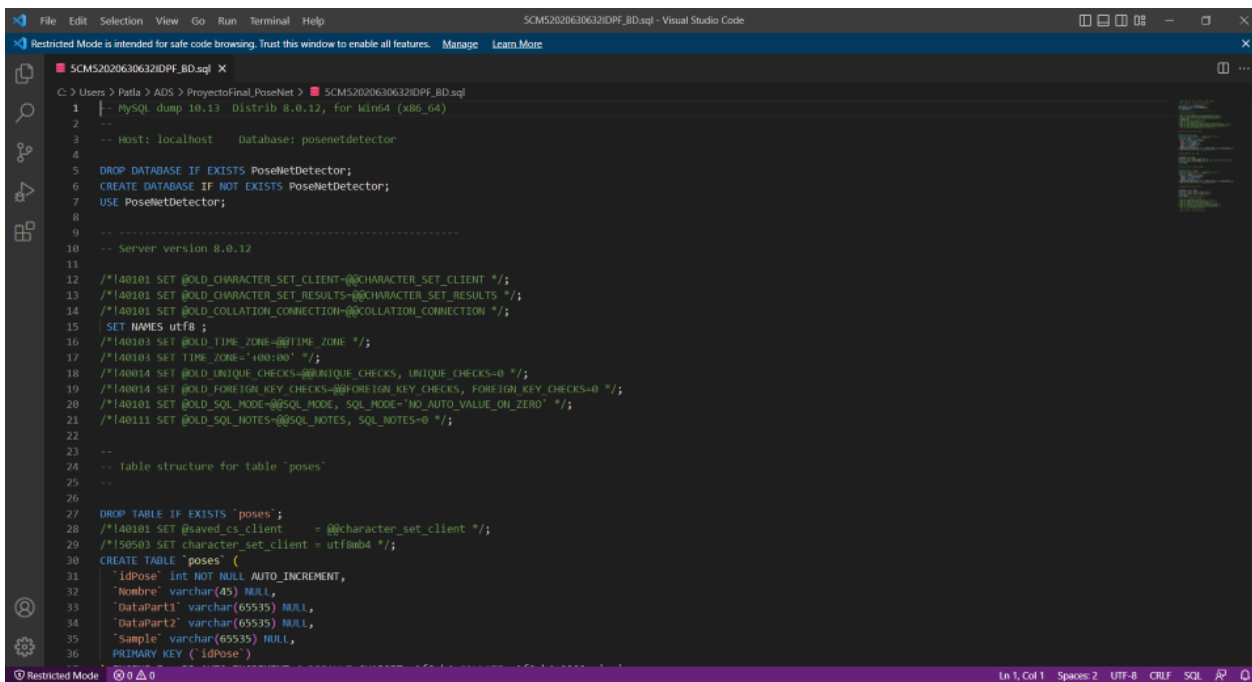 File Edit Selection View Go Run Terminal Help 5CM52020630632IDPF_BD.sql - Visual Studio Code
Restricted Mode is intended for safe code browsing. Trust this window to enable all features. Manage Learn More
5CM52020630632IDPF_BD.sql
C: > Users > Patla > ADS > ProyectoFinal_PoseNet > 5CM52020630632IDPF_BD.sql
1 -- MySQL dump 10.13 Distrib 8.0.12, for Win64 (x86_64)
2 --
3 -- Host: localhost Database: posenetdetector
4
5 DROP DATABASE IF EXISTS PoseNetDetector;
6 CREATE DATABASE IF NOT EXISTS PoseNetDetector;
7 USE PoseNetDetector;
8
9 -- ------------------------------------------------------
10 -- Server version 8.0.12
11
12 /*!40101 SET @OLD_CHARACTER_SET_CLIENT=@@CHARACTER_SET_CLIENT */;
13 /*!40101 SET @OLD_CHARACTER_SET_RESULTS=@@CHARACTER_SET_RESULTS */;
14 /*!40101 SET @OLD_COLLATION_CONNECTION=@@COLLATION_CONNECTION */;
15 SET NAMES utf8 ;
16 /*!40103 SET @OLD_TIME_ZONE=@@TIME_ZONE */;
17 /*!40103 SET TIME_ZONE='+00:00' */;
18 /*!40014 SET @OLD_UNIQUE_CHECKS=@@UNIQUE_CHECKS, UNIQUE_CHECKS=0 */;
19 /*!40014 SET @OLD_FOREIGN_KEY_CHECKS=@@FOREIGN_KEY_CHECKS, FOREIGN_KEY_CHECKS=0 */;
20 /*!40101 SET @OLD_SQL_MODE=@@SQL_MODE, SQL_MODE='NO_AUTO_VALUE_ON_ZERO' */;
21 /*!40111 SET @OLD_SQL_NOTES=@@SQL_NOTES, SQL_NOTES=0 */;
22
23 --
24 -- Table structure for table `poses`
25 --
26
27 DROP TABLE IF EXISTS `poses`;
28 /*!40101 SET @saved_cs_client = @@character_set_client */;
29 /*!50503 SET character_set_client = utf8mb4 */;
30 CREATE TABLE `poses` (
31 `idPose` int NOT NULL AUTO_INCREMENT,
32 `Nombre` varchar(45) NULL,
33 `DataPart1` varchar(65535) NULL,
34 `DataPart2` varchar(65535) NULL,
35 `Sample` varchar(65535) NULL,
36 PRIMARY KEY (`idPose`)
Restricted Mode 0 0 Ln 1, Col 1 Spaces: 2 UTF-8 CRLF SQL